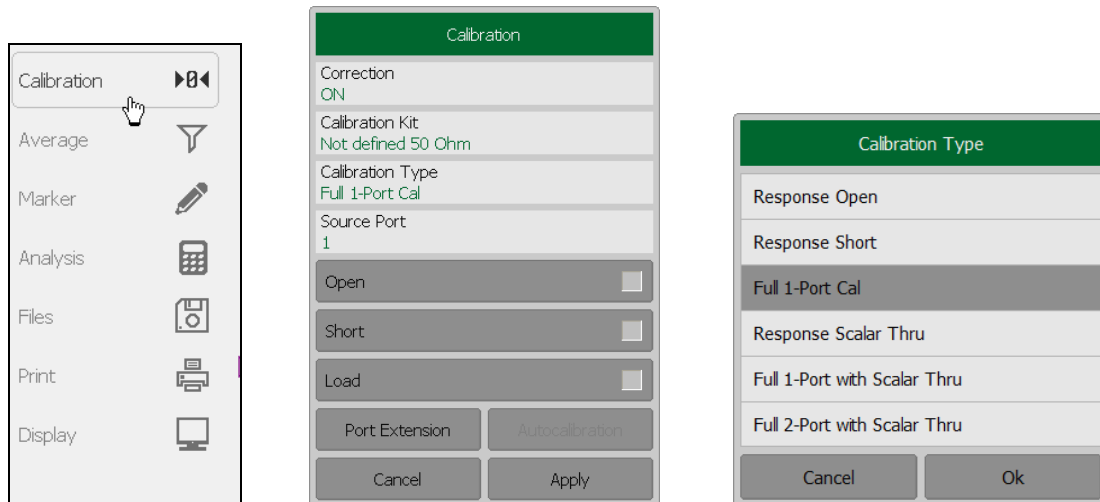 Calibration
Average
Marker
Analysis
Files
Print
Display
Calibration
Correction
ON
Calibration Kit
Not defined 50 Ohm
Calibration Type
Full 1-Port Cal
Source Port
1
Open
Short
Load
Port Extension Autocalibration
Cancel Apply
Calibration Type
Response Open
Response Short
Full 1-Port Cal
Response Scalar Thru
Full 1-Port with Scalar Thru
Full 2-Port with Scalar Thru
Cancel Ok